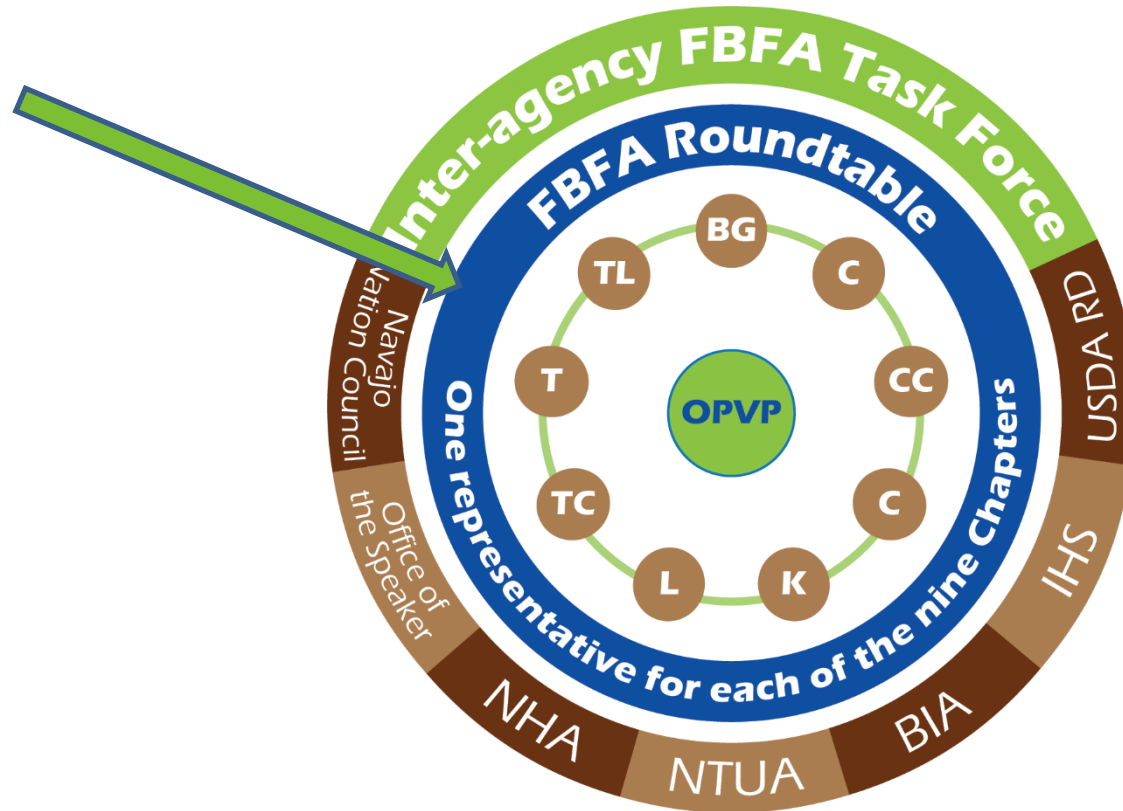 Inter-agency FBFA Task Force
FBFA Roundtable
BG
C
CC
C
K
L
TC
T
TL
OPVP
One representative for each of the nine Chapters
USDA RD
IHS
BIA
NTUA
NHA
Office of
the Speaker
Navajo
Nation Council